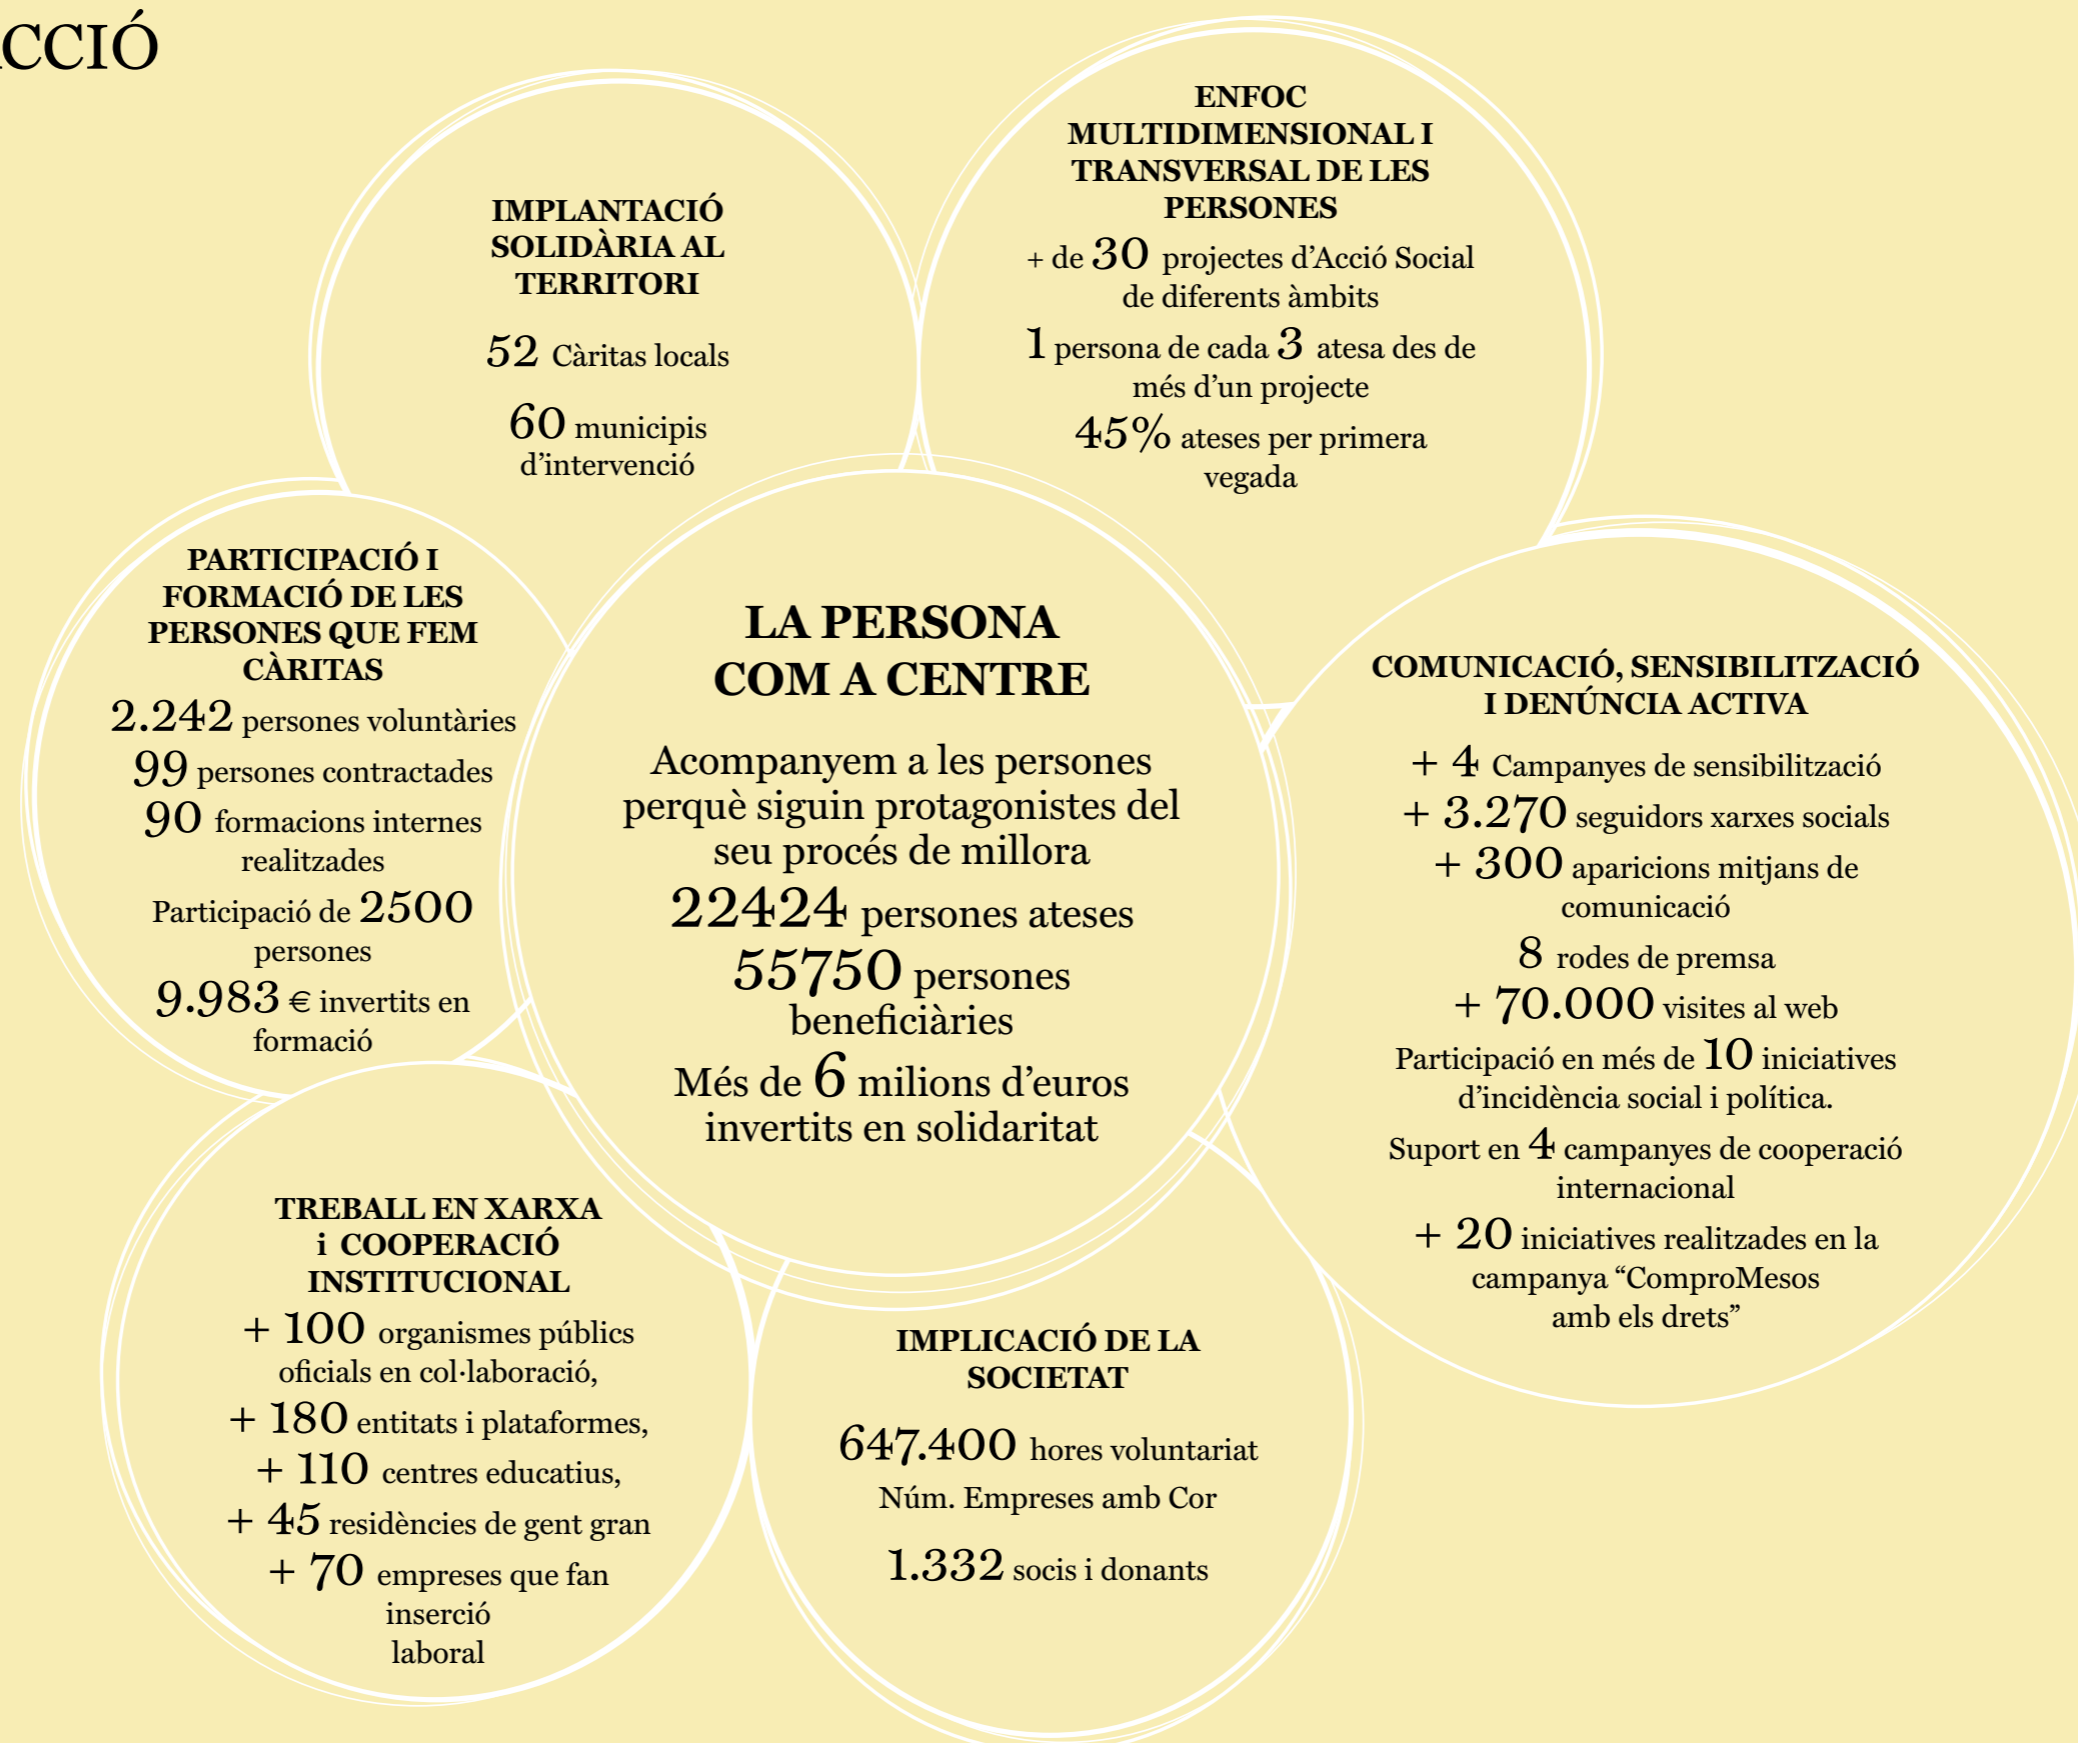 CCIÓ
IMPLANTACIÓ
SOLIDÀRIA AL
TERRITORI
52 Càritas locals
60 municipis
d’intervenció
ENFOC
MULTIDIMENSIONAL I
TRANSVERSAL DE LES
PERSONES
+ de 30 projectes d’Acció Social
de diferents àmbits
1 persona de cada 3 atesa des de
més d’un projecte
45% ateses per primera
vegada
PARTICIPACIÓ I
FORMACIÓ DE LES
PERSONES QUE FEM
CÀRITAS
2.242 persones voluntàries
99 persones contractades
90 formacions internes
realitzades
Participació de 2500
persones
9.983 € invertits en
formació
LA PERSONA
COM A CENTRE
Acompanyem a les persones
perquè siguin protagonistes del
seu procés de millora
22424 persones ateses
55750 persones
beneficiàries
Més de 6 milions d’euros
invertits en solidaritat
COMUNICACIÓ, SENSIBILITZACIÓ
I DENÚNCIA ACTIVA
+ 4 Campanyes de sensibilització
+ 3.270 seguidors xarxes socials
+ 300 aparicions mitjans de
comunicació
8 rodes de premsa
+ 70.000 visites al web
Participació en més de 10 iniciatives
d’incidència social i política.
Suport en 4 campanyes de cooperació
internacional
+ 20 iniciatives realitzades en la
campanya “ComproMesos
amb els drets”
TREBALL EN XARXA
i COOPERACIÓ
INSTITUCIONAL
+ 100 organismes públics
oficials en col·laboració,
+ 180 entitats i plataformes,
+ 110 centres educatius,
+ 45 residències de gent gran
+ 70 empreses que fan
inserció
laboral
IMPLICACIÓ DE LA
SOCIETAT
647.400 hores voluntariat
Núm. Empreses amb Cor
1.332 socis i donants